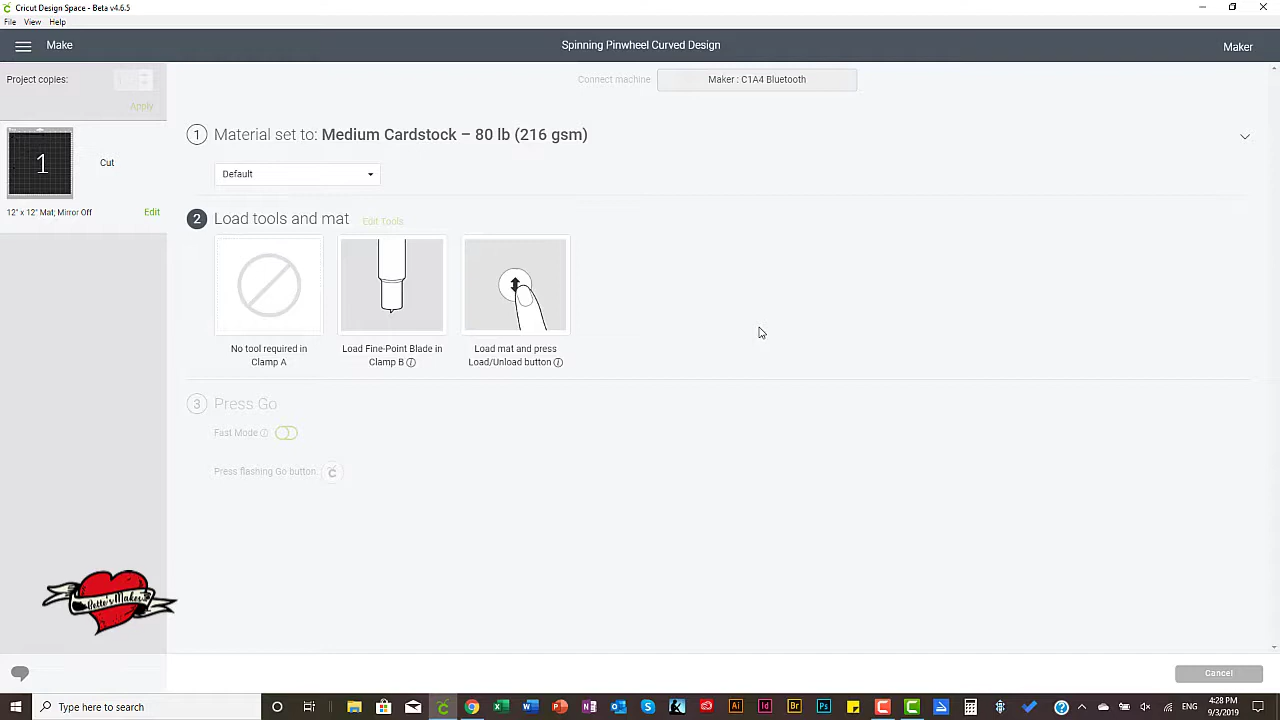 Cricut Design Space - Beta v4.6.5
File View Help
Make
Spinning Pinwheel Curved Design
Maker
Project copies:
Apply
Connect machine
Maker : C1A4 Bluetooth
1 Material set to: Medium Cardstock – 80 lb (216 gsm)
Default
1
Cut
12" x 12" Mat; Mirror Off
Edit
2 Load tools and mat
Edit Tools
No tool required in
Clamp A
Load Fine-Point Blade in
Clamp B
Load mat and press
Load/Unload button
3 Press Go
Fast Mode
Press flashing Go button:
Bette's Makes
Cancel
Type here to search
ENG
4:28 PM
9/3/2019